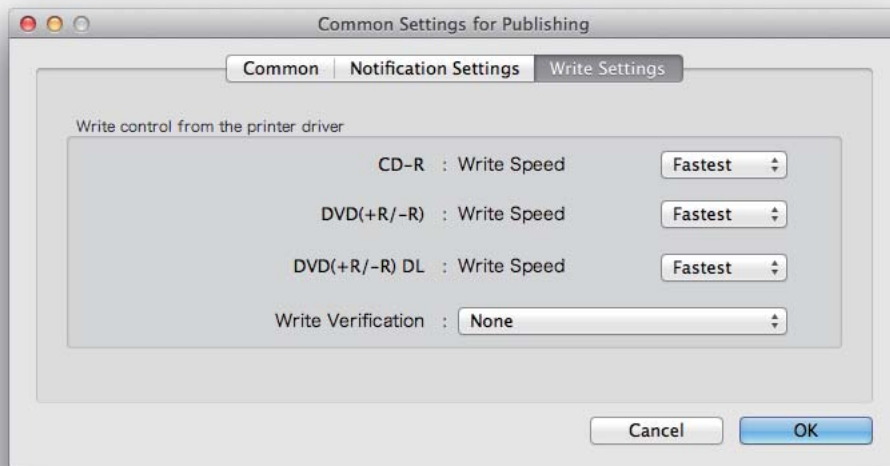 Common Settings for Publishing
Common Notification Settings Write Settings
Write control from the printer driver
CD-R : Write Speed Fastest
DVD(+R/-R) : Write Speed Fastest
DVD(+R/-R) DL : Write Speed Fastest
Write Verification : None
Cancel OK